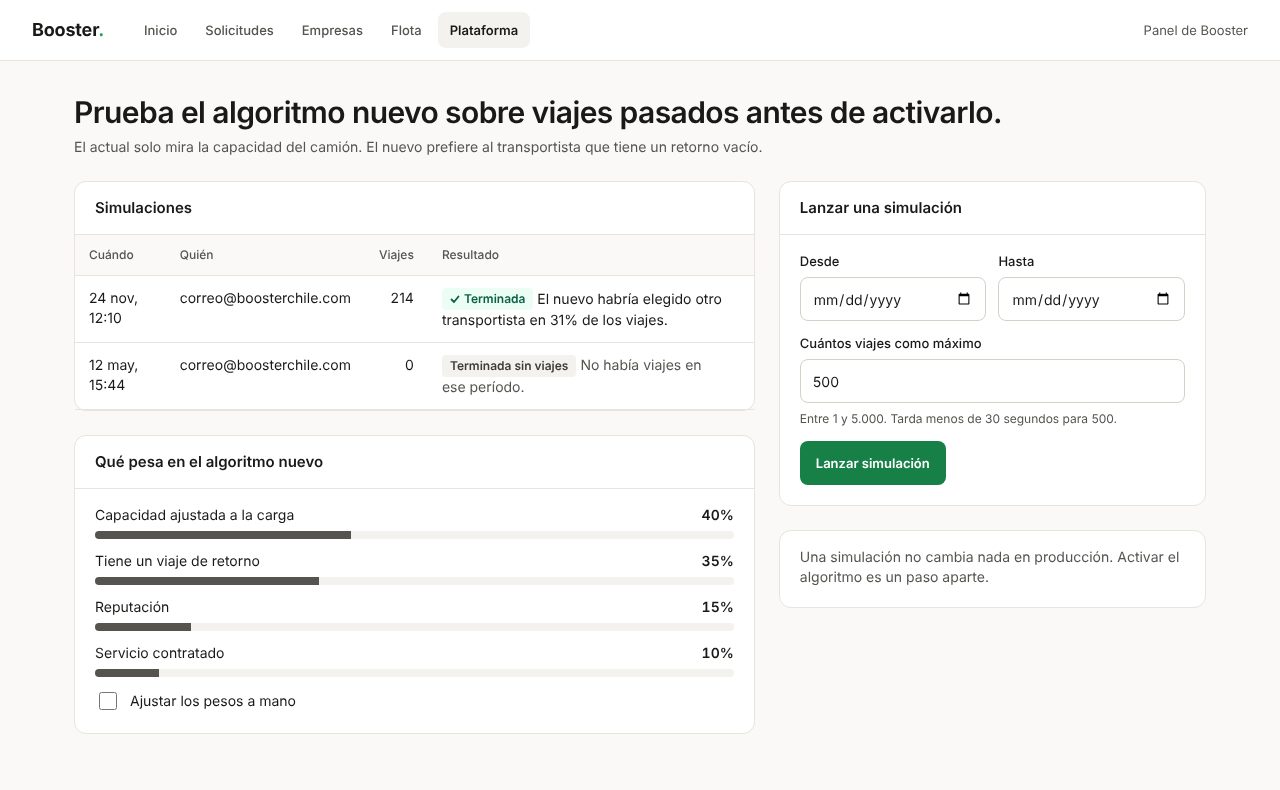 Booster.
Inicio
Solicitudes
Empresas
Flota
Plataforma
Panel de Booster
Prueba el algoritmo nuevo sobre viajes pasados antes de activarlo.
El actual solo mira la capacidad del camión. El nuevo prefiere al transportista que tiene un retorno vacío.
Simulaciones
Cuándo Quién Viajes Resultado
24 nov, 12:10
correo@boosterchile.com
214
Terminada El nuevo habría elegido otro
transportista en 31% de los viajes.
12 may, 15:44
correo@boosterchile.com
0
Terminada sin viajes No había viajes en
ese período.
Qué pesa en el algoritmo nuevo
Capacidad ajustada a la carga 40%
Tiene un viaje de retorno 35%
Reputación 15%
Servicio contratado 10%
Ajustar los pesos a mano
Lanzar una simulación
Desde
mm/dd/yyyy
Hasta
mm/dd/yyyy
Cuántos viajes como máximo
500
Entre 1 y 5.000. Tarda menos de 30 segundos para 500.
Lanzar simulación
Una simulación no cambia nada en producción. Activar el
algoritmo es un paso aparte.